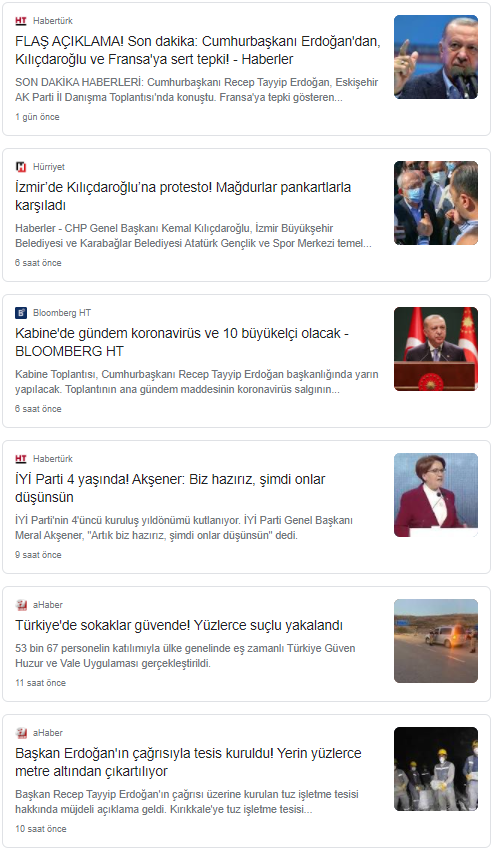 HT Habertürk
FLAŞ AÇIKLAMA! Son dakika: Cumhurbaşkanı Erdoğan'dan,
Kılıçdaroğlu ve Fransa'ya sert tepki! - Haberler
SON DAKİKA HABERLERİ: Cumhurbaşkanı Recep Tayyip Erdoğan, Eskişehir
AK Parti İl Danışma Toplantısı'nda konuştu. Fransa'ya tepki gösteren...
1 gün önce
H Hürriyet
İzmir’de Kılıçdaroğlu’na protesto! Mağdurlar pankartlarla
karşıladı
Haberler - CHP Genel Başkanı Kemal Kılıçdaroğlu, İzmir Büyükşehir
Belediyesi ve Karabağlar Belediyesi Atatürk Gençlik ve Spor Merkezi temel...
6 saat önce
B Bloomberg HT
Kabine'de gündem koronavirüs ve 10 büyükelçi olacak -
BLOOMBERG HT
Kabine Toplantısı, Cumhurbaşkanı Recep Tayyip Erdoğan başkanlığında yarın
yapılacak. Toplantının ana gündem maddesinin koronavirüs salgının...
6 saat önce
HT Habertürk
İYİ Parti 4 yaşında! Akşener: Biz hazırız, şimdi onlar
düşünsün
İYİ Parti'nin 4'üncü kuruluş yıldönümü kutlanıyor. İYİ Parti Genel Başkanı
Meral Akşener, "Artık biz hazırız, şimdi onlar düşünsün" dedi.
9 saat önce
aHaber
Türkiye'de sokaklar güvende! Yüzlerce suçlu yakalandı
53 bin 67 personelin katılımıyla ülke genelinde eş zamanlı Türkiye Güven
Huzur ve Vale Uygulaması gerçekleştirildi.
11 saat önce
aHaber
Başkan Erdoğan'ın çağrısıyla tesis kuruldu! Yerin yüzlerce
metre altından çıkartılıyor
Başkan Recep Tayyip Erdoğan'ın çağrısı üzerine kurulan tuz işletme tesisi
hakkında müjdeli açıklama geldi. Kırıkkale'ye tuz işletme tesisi...
10 saat önce